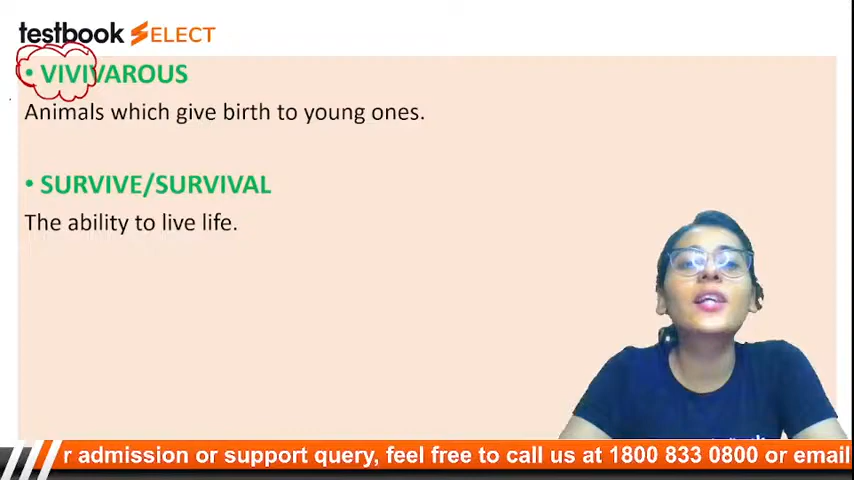 testbook SELECT
• VIVIVAROUS
Animals which give birth to young ones.
• SURVIVE/SURVIVAL
The ability to live life.
r admission or support query, feel free to call us at 1800 833 0800 or email